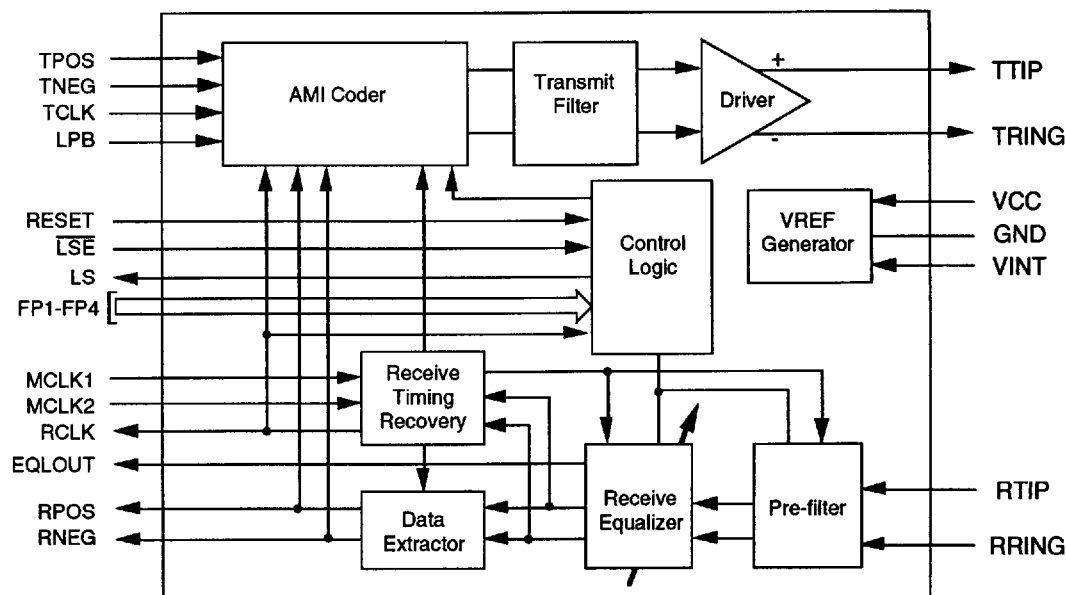 TPOS
TNEG
TCLK
LPB
AMI Coder
Transmit
Filter
+
Driver
-
TTIP
TRING
RESET
LSE
LS
FP1-FP4
Control
Logic
VREF
Generator
VCC
GND
VINT
MCLK1
MCLK2
RCLK
EQLOUT
RPOS
RNEG
Receive
Timing
Recovery
Data
Extractor
Receive
Equalizer
Pre-filter
RTIP
RRING